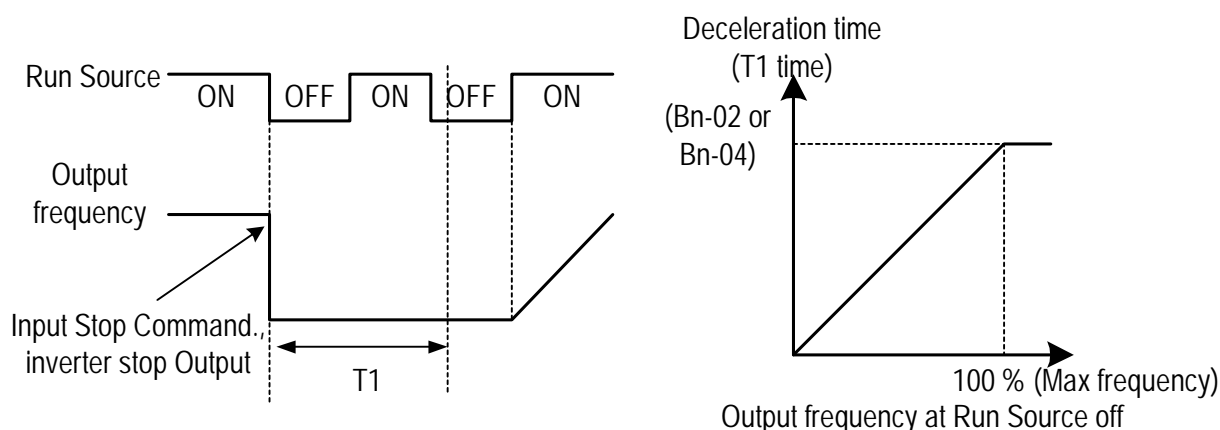 Run Source
ON
OFF
ON
OFF
ON
Output
frequency
Input Stop Command.,
inverter stop Output
T1
Deceleration time
(T1 time)
(Bn-02 or
Bn-04)
100 % (Max frequency)
Output frequency at Run Source off